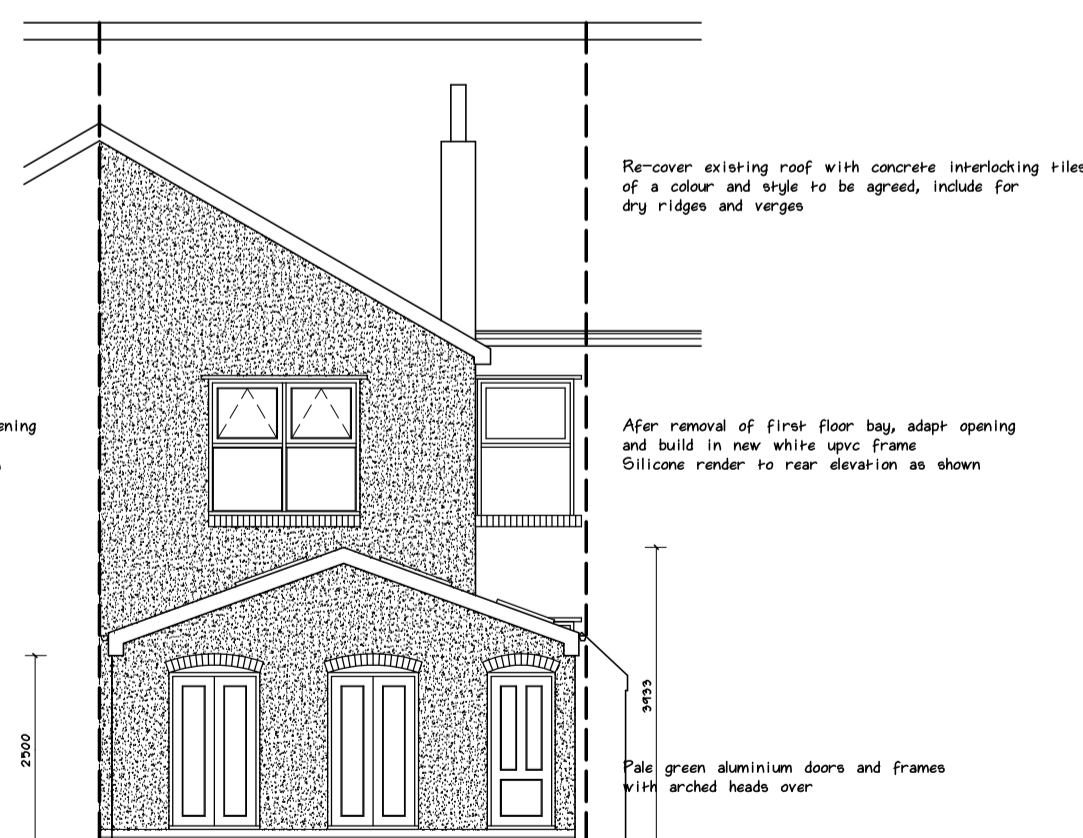 Re-cover existing roof with concrete interlocking tiles
of a colour and style to be agreed, include for
dry ridges and verges
ening
Afer removal of first floor bay, adapt opening
and build in new white upvc frame
Silicone render to rear elevation as shown
3933
2500
Pale green aluminium doors and frames
with arched heads over